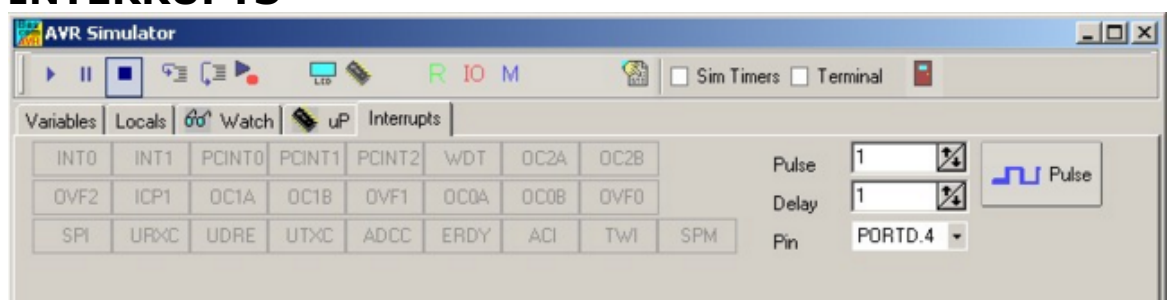 INTERRUPTS
AVR Simulator
LCD R IO M Sim Timers Terminal
Variables Locals Watch uP Interrupts
INT0 INT1 PCINT0 PCINT1 PCINT2 WDT OC2A OC2B
Pulse 1 Pulse
OVF2 ICP1 OC1A OC1B OVF1 OC0A OC0B OVF0
Delay 1
SPI URXC UDRE UTXC ADCC ERDY ACI TWI SPM
Pin PORTD.4